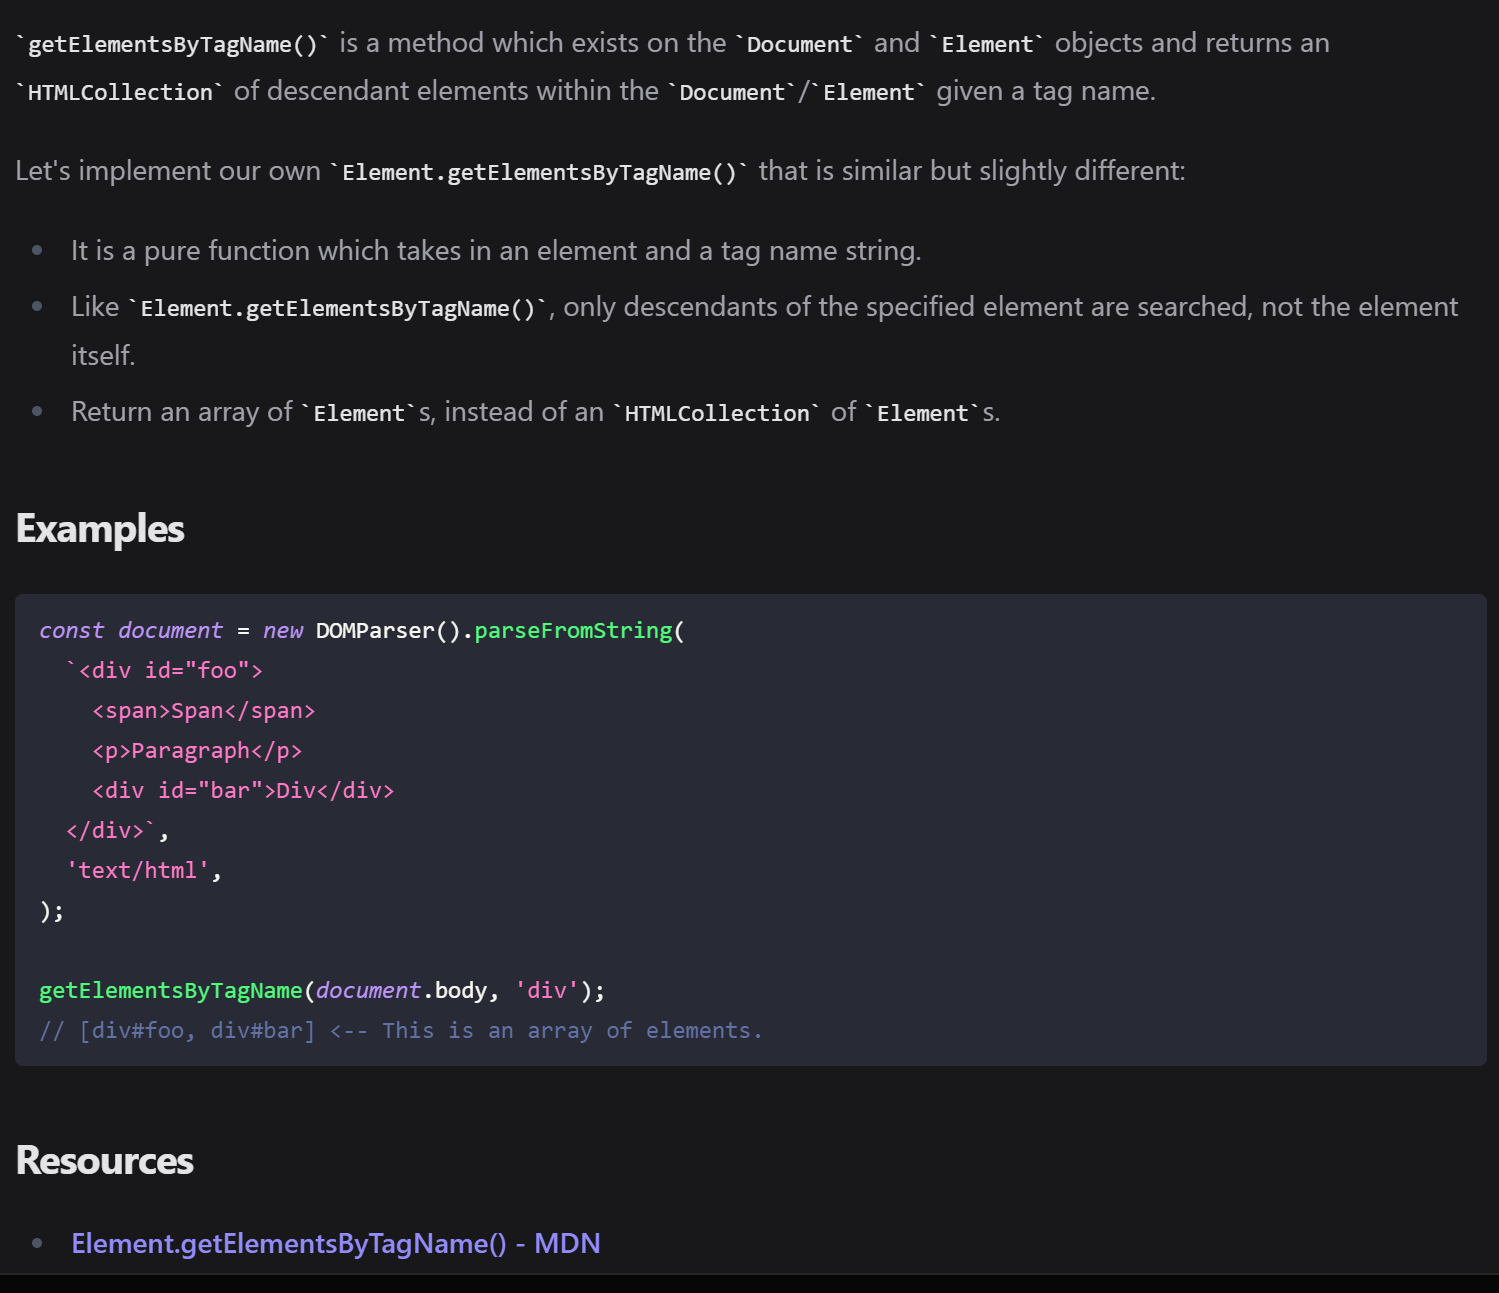 `getElementsByTagName()` is a method which exists on the `Document` and `Element` objects and returns an
`HTMLCollection` of descendant elements within the `Document`/`Element` given a tag name.
Let's implement our own `Element.getElementsByTagName()` that is similar but slightly different:
It is a pure function which takes in an element and a tag name string.
Like `Element.getElementsByTagName()`, only descendants of the specified element are searched, not the element
itself.
Return an array of `Element`s, instead of an `HTMLCollection` of `Element`s.
Examples
const document = new DOMParser().parseFromString(
  `<div id="foo">
    <span>Span</span>
    <p>Paragraph</p>
    <div id="bar">Div</div>
  </div>`,
  'text/html',
);
getElementsByTagName(document.body, 'div');
// [div#foo, div#bar] <-- This is an array of elements.
Resources
Element.getElementsByTagName() - MDN